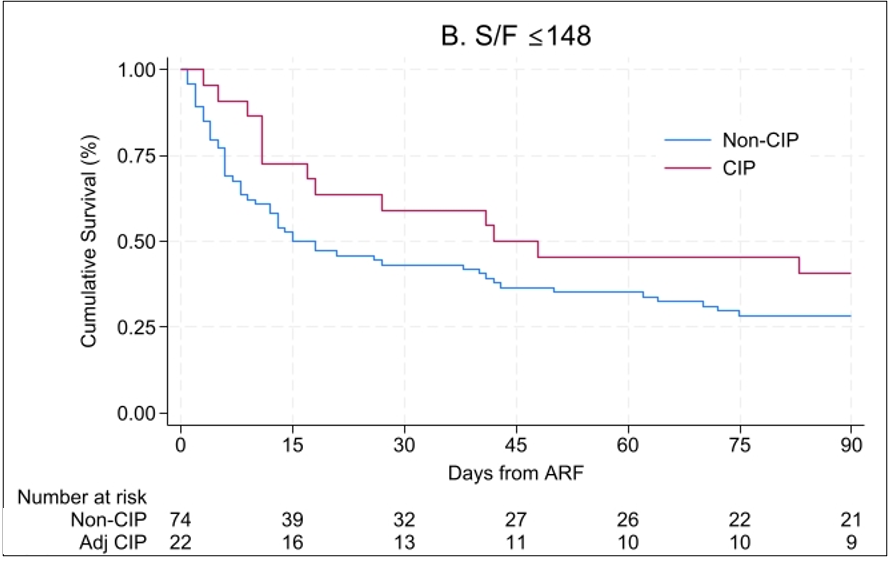 B. S/F ≤148
Cumulative Survival (%)
1.00
0.75
0.50
0.25
0.00
Non-CIP
CIP
0 15 30 45 60 75 90
Days from ARF
Number at risk
Non-CIP 74 39 32 27 26 22 21
Adj CIP 22 16 13 11 10 10 9